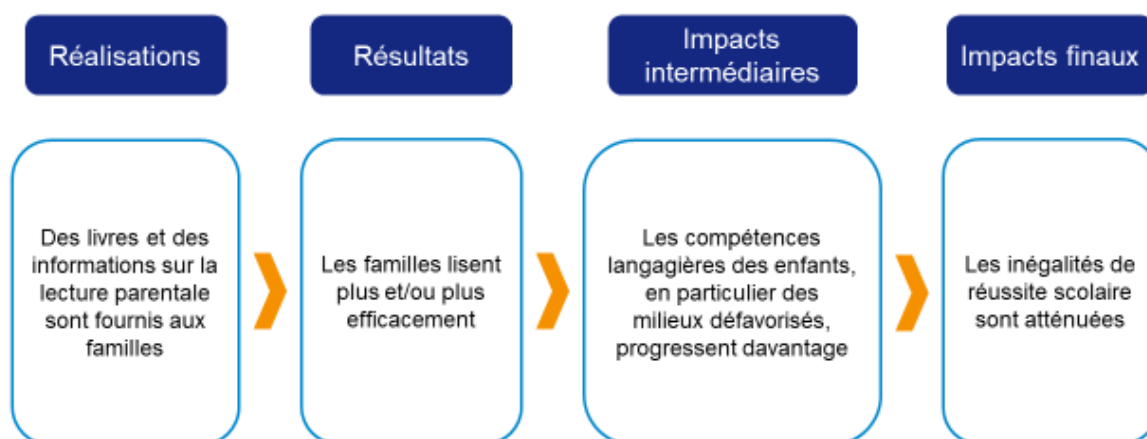 Réalisations
Résultats
Impacts
intermédiaires
Impacts finaux
Des livres et des
informations sur la
lecture parentale
sont fournis aux
familles
Les familles lisent
plus et/ou plus
efficacement
Les compétences
langagières des enfants,
en particulier des
milieux défavorisés,
progressent davantage
Les inégalités de
réussite scolaire
sont atténuées